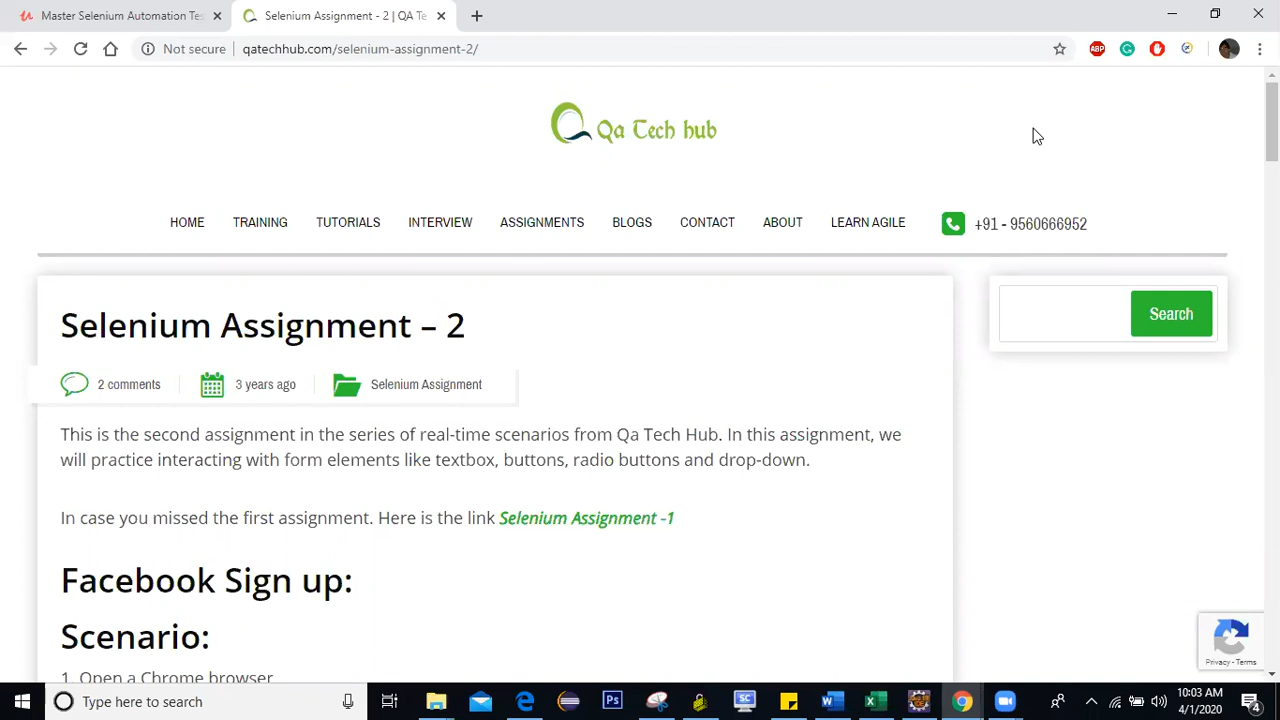 Master Selenium Automation Tes
Selenium Assignment - 2 | QA Te
Not secure
qatechhub.com/selenium-assignment-2/
ABP
Qa Tech hub
HOME TRAINING TUTORIALS INTERVIEW ASSIGNMENTS BLOGS CONTACT ABOUT LEARN AGILE +91 - 9560666952
Selenium Assignment – 2
Search
2 comments 3 years ago Selenium Assignment
This is the second assignment in the series of real-time scenarios from Qa Tech Hub. In this assignment, we
will practice interacting with form elements like textbox, buttons, radio buttons and drop-down.
In case you missed the first assignment. Here is the link Selenium Assignment -1
Facebook Sign up:
Scenario:
1. Open a Chrome browser
Privacy - Terms
Type here to search
Ps
SC
10:03 AM
4/1/2020
4